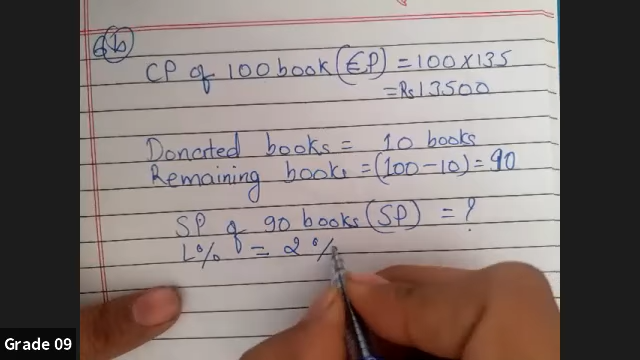 6b
CP of 100 book (CP) = 100 x 135
= Rs 13500
Donated books = 10 books
Remaining books = (100 - 10) = 90
SP of 90 books (SP) = ?
L% = 2%
Grade 09